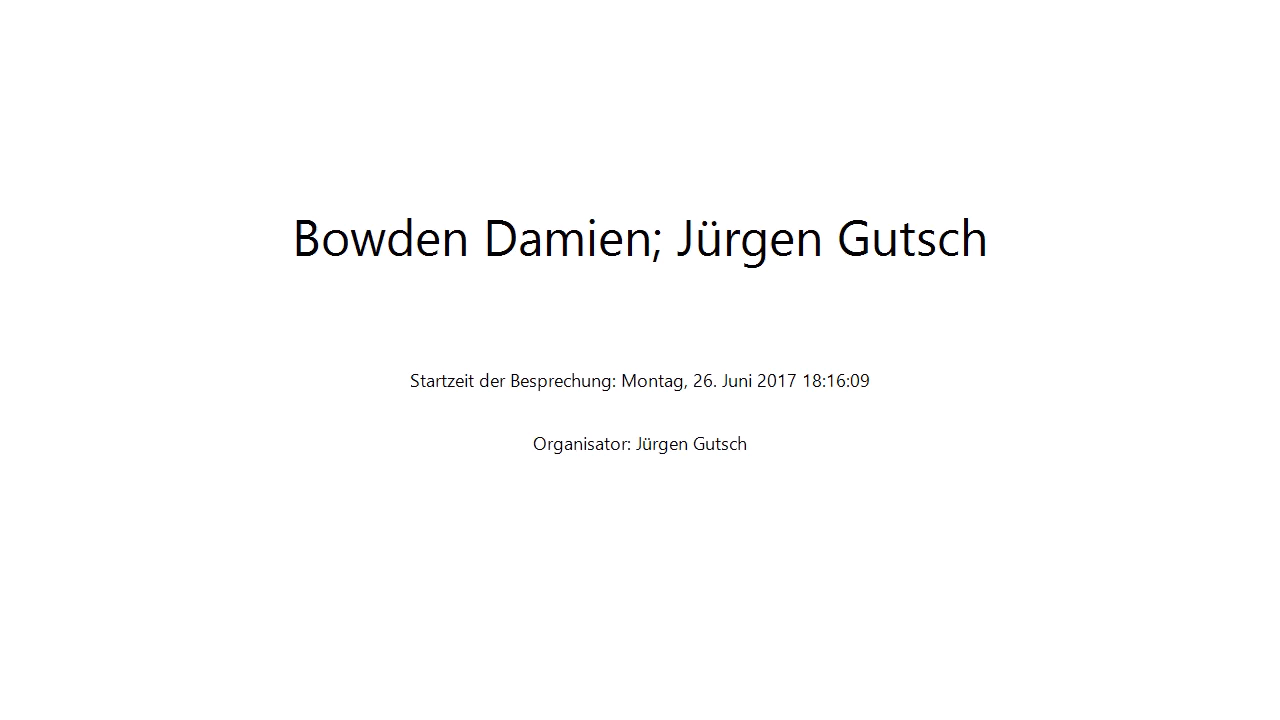 Bowden Damien; Jürgen Gutsch
Startzeit der Besprechung: Montag, 26. Juni 2017 18:16:09
Organisator: Jürgen Gutsch